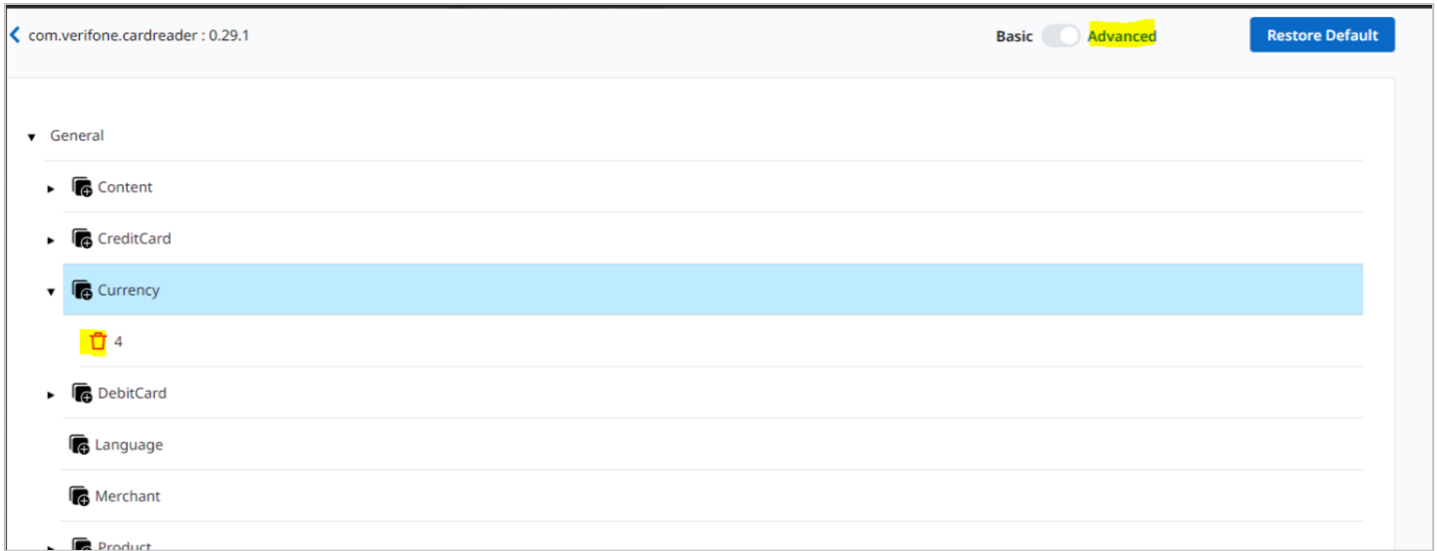 com.verifone.cardreader : 0.29.1
Basic Advanced Restore Default
General
Content
CreditCard
Currency
4
DebitCard
Language
Merchant
Product